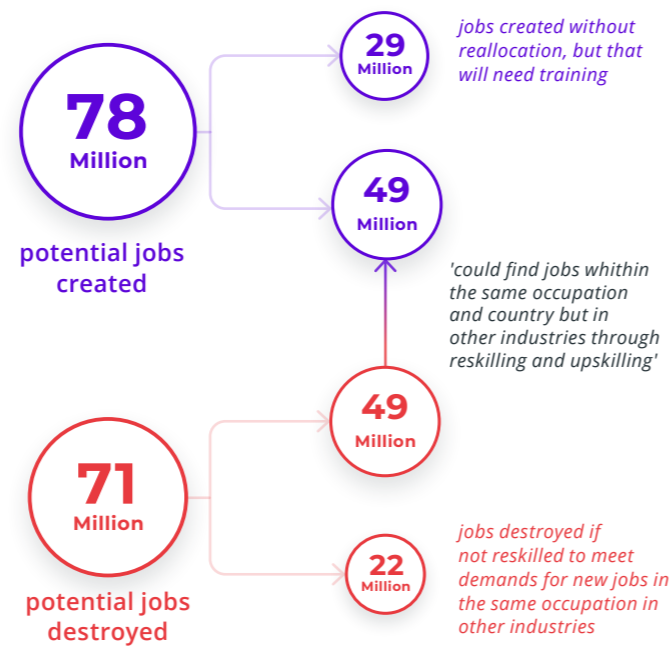 78
Million
potential jobs
created
29
Million
jobs created without
reallocation, but that
will need training
49
Million
'could find jobs whithin
the same occupation
and country but in
other industries through
reskilling and upskilling'
49
Million
71
Million
potential jobs
destroyed
22
Million
jobs destroyed if
not reskilled to meet
demands for new jobs in
the same occupation in
other industries